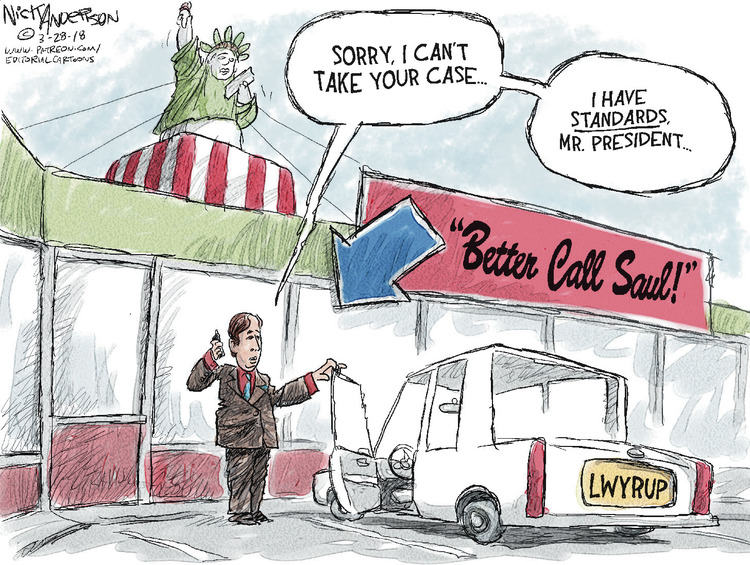 NICK ANDERSON
© 3-28-18
WWW.PATREON.COM/
EDITORIALCARTOONS
SORRY, I CAN'T
TAKE YOUR CASE...
I HAVE
STANDARDS,
MR. PRESIDENT...
"Better Call Saul!"
LWYRUP